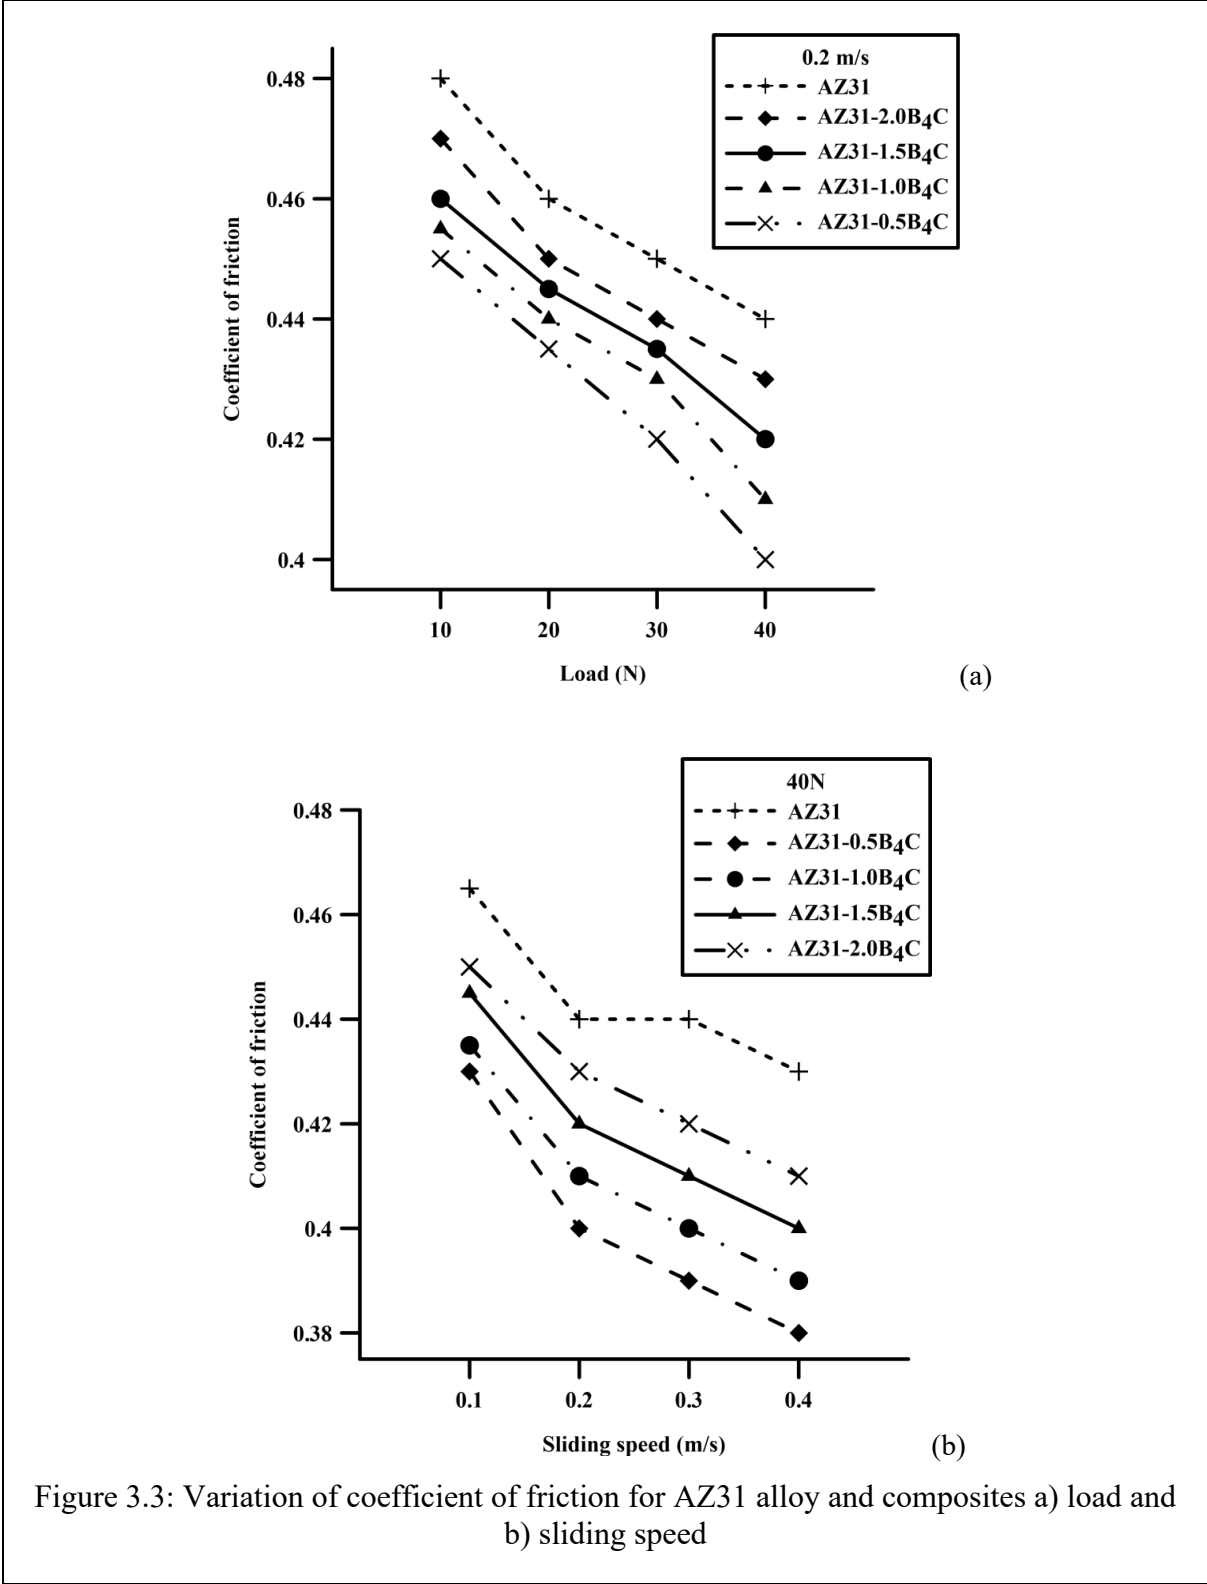 0.2 m/s
AZ31
AZ31-2.0B4C
AZ31-1.5B4C
AZ31-1.0B4C
AZ31-0.5B4C
0.48
0.46
0.44
0.42
0.4
Coefficient of friction
10 20 30 40
Load (N)
(a)
40N
AZ31
AZ31-0.5B4C
AZ31-1.0B4C
AZ31-1.5B4C
AZ31-2.0B4C
0.48
0.46
0.44
0.42
0.4
0.38
Coefficient of friction
0.1 0.2 0.3 0.4
Sliding speed (m/s)
(b)
Figure 3.3: Variation of coefficient of friction for AZ31 alloy and composites a) load and
b) sliding speed